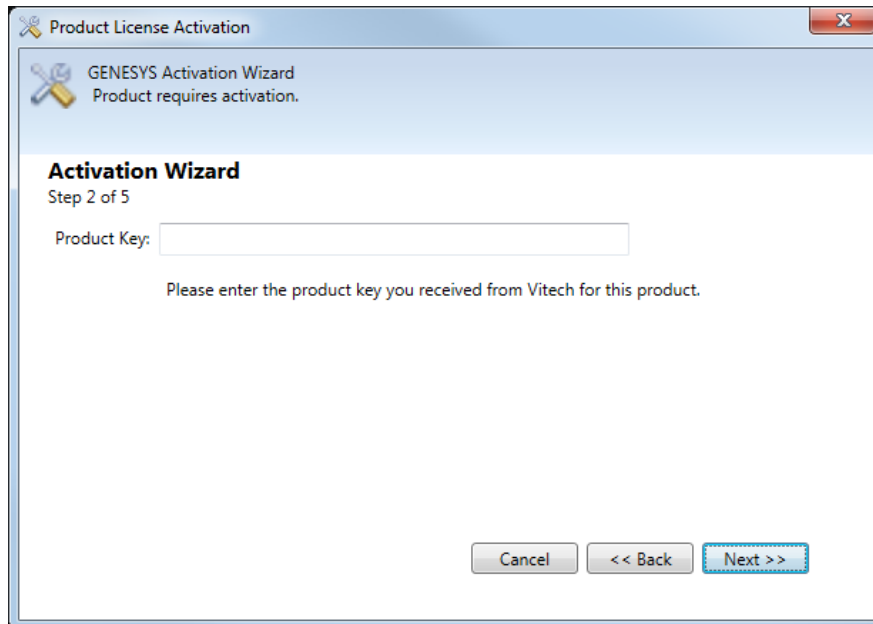 Product License Activation
GENESYS Activation Wizard
Product requires activation.
Activation Wizard
Step 2 of 5
Product Key:
Please enter the product key you received from Vitech for this product.
Cancel
<< Back
Next >>